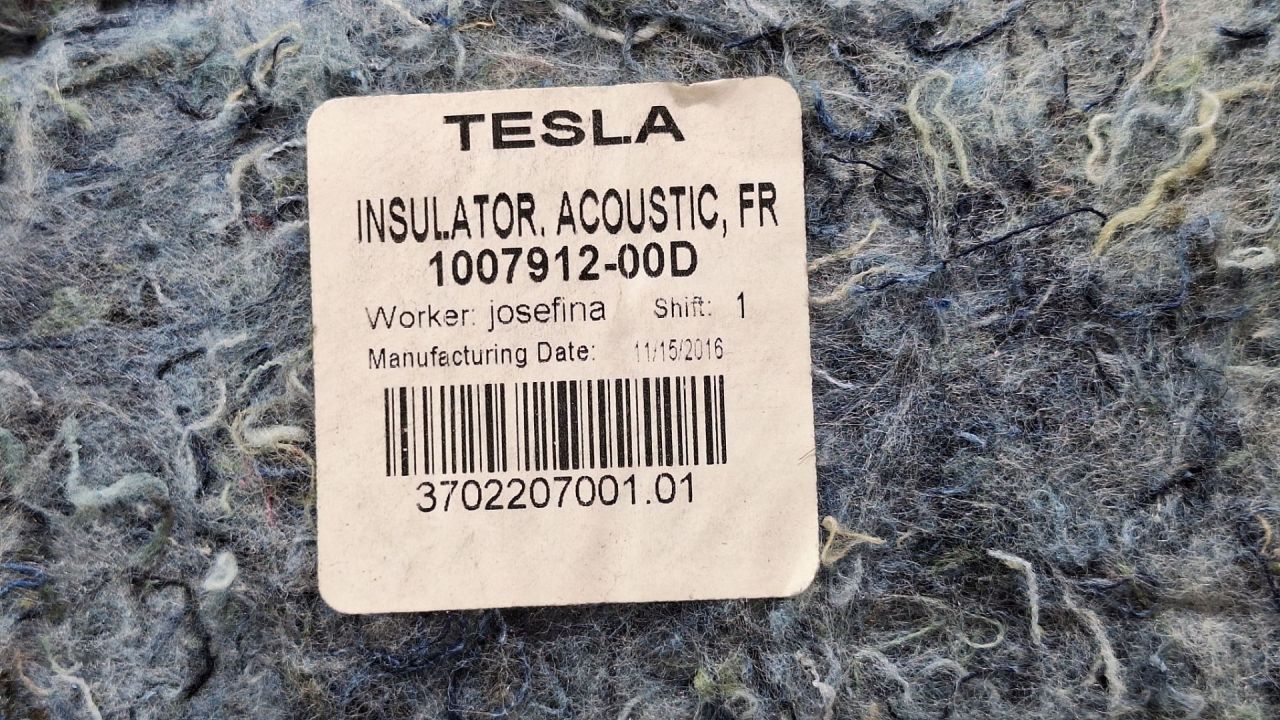 TESLA
INSULATOR. ACOUSTIC, FR
1007912-00D
Worker: josefina Shift: 1
Manufacturing Date: 11/15/2016
3702207001.01